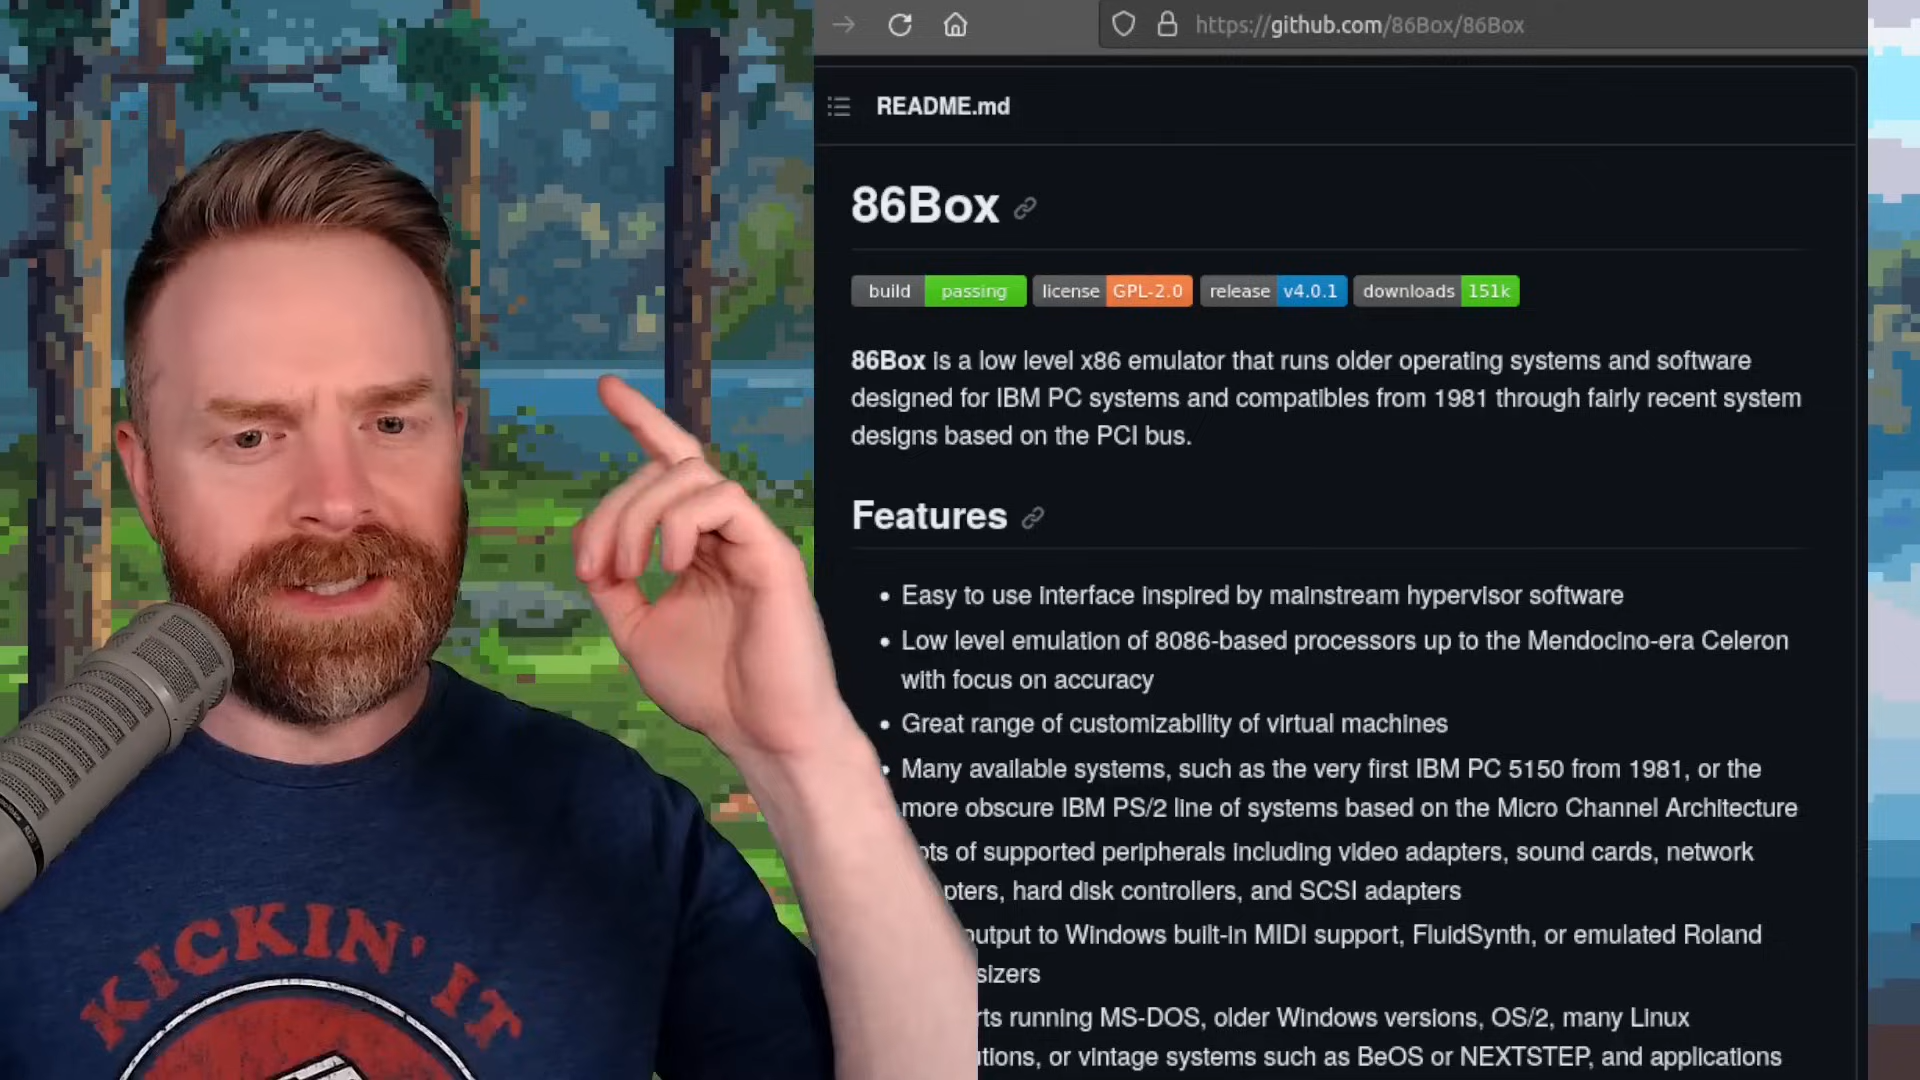 https://github.com/86Box/86Box
README.md
86Box
build passing license GPL-2.0 release v4.0.1 downloads 151k
86Box is a low level x86 emulator that runs older operating systems and software
designed for IBM PC systems and compatibles from 1981 through fairly recent system
designs based on the PCI bus.
Features
• Easy to use interface inspired by mainstream hypervisor software
• Low level emulation of 8086-based processors up to the Mendocino-era Celeron
with focus on accuracy
• Great range of customizability of virtual machines
• Many available systems, such as the very first IBM PC 5150 from 1981, or the
more obscure IBM PS/2 line of systems based on the Micro Channel Architecture
of supported peripherals including video adapters, sound cards, network
hard disk controllers, and SCSI adapters
to Windows built-in MIDI support, FluidSynth, or emulated Roland
running MS-DOS, older Windows versions, OS/2, many Linux
or vintage systems such as BeOS or NEXTSTEP, and applications
KICKIN' IT